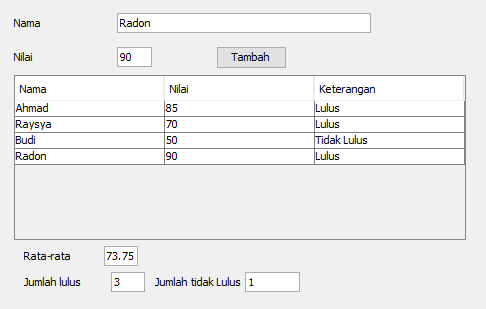 Nama Radon
Nilai 90 Tambah
Nama Nilai Keterangan
Ahmad 85 Lulus
Raysya 70 Lulus
Budi 50 Tidak Lulus
Radon 90 Lulus
Rata-rata 73.75
Jumlah lulus 3 Jumlah tidak Lulus 1